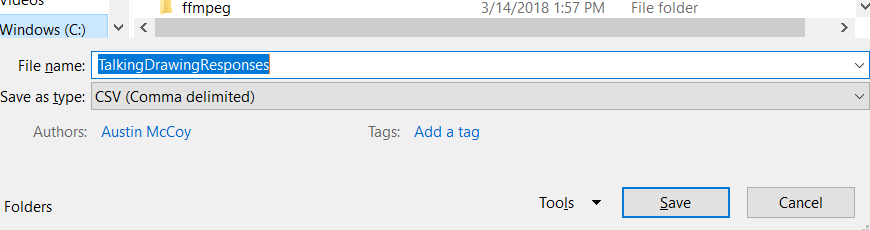 Videos
ffmpeg 3/14/2018 1:57 PM File folder
Windows (C:)
File name: TalkingDrawingResponses
Save as type: CSV (Comma delimited)
Authors: Austin McCoy Tags: Add a tag
Folders Tools Save Cancel